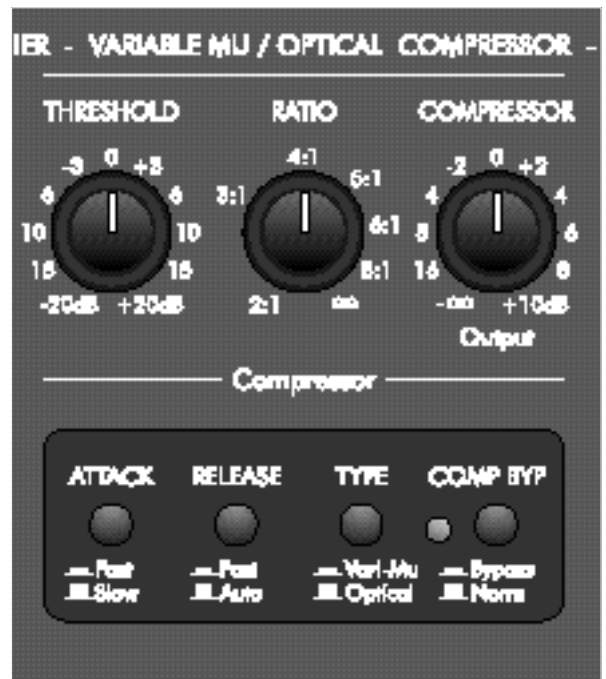 IER - VARIABLE MU / OPTICAL COMPRESSOR -
THRESHOLD RATIO COMPRESSOR
-3 0 +3 4:1 -2 0 +2
6 6 3:1 5:1 4 4
10 10 6:1 8 6
15 15 8:1 16 8
-20dB +20dB 2:1 ∞ -∞ +10dB
Output
Compressor
ATTACK RELEASE TYPE COMP BYP
Fast Fast Vari-Mu Bypass
Slow Auto Optical Norm